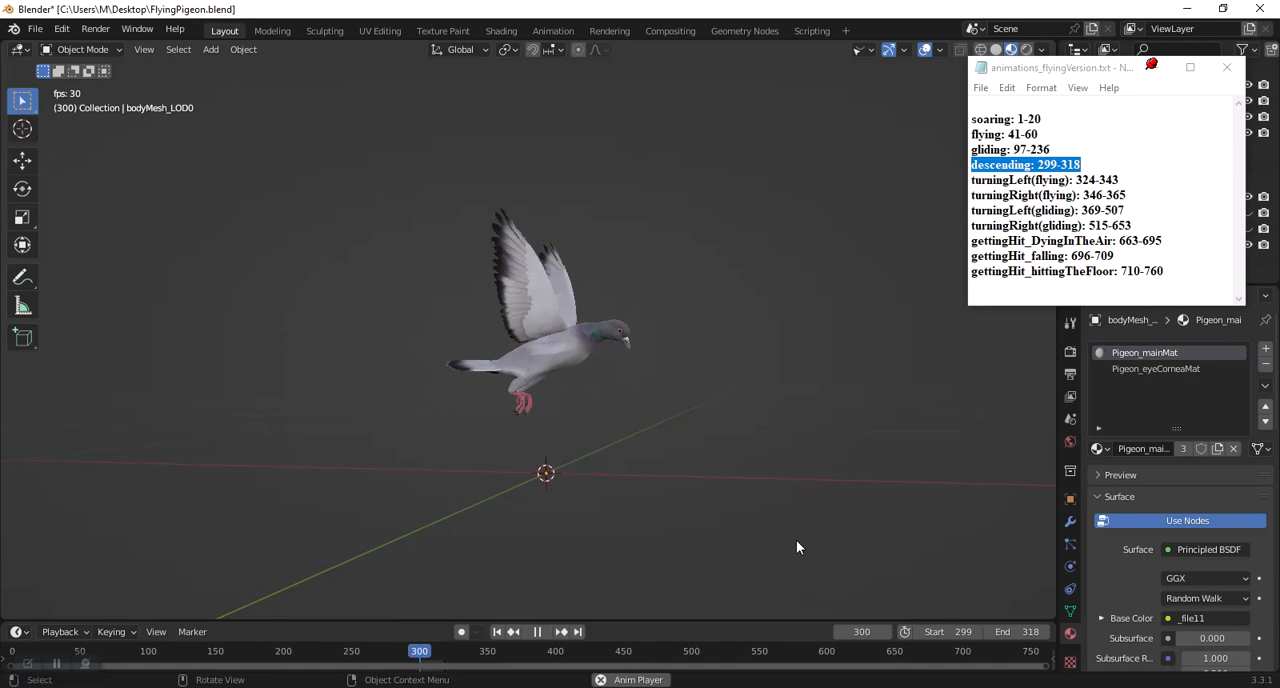 Blender* [C:\Users\M\Desktop\FlyingPigeon.blend]
File Edit Render Window Help Layout Modeling Sculpting UV Editing Texture Paint Shading Animation Rendering Compositing Geometry Nodes Scripting + Scene ViewLayer
Object Mode View Select Add Object Global
fps: 30
(300) Collection | bodyMesh_LOD0
animations_flyingVersion.txt - N...
File Edit Format View Help
soaring: 1-20
flying: 41-60
gliding: 97-236
descending: 299-318
turningLeft(flying): 324-343
turningRight(flying): 346-365
turningLeft(gliding): 369-507
turningRight(gliding): 515-653
gettingHit_DyingInTheAir: 663-695
gettingHit_falling: 696-709
gettingHit_hittingTheFloor: 710-760
bodyMesh_... > Pigeon_mai
Pigeon_mainMat
Pigeon_eyeCorneaMat
Pigeon_mai... 3
Preview
Surface
Use Nodes
Surface Principled BSDF
GGX
Random Walk
Base Color _file11
Subsurface 0.000
Subsurface R... 1.000
Playback Keying View Marker 300 Start 299 End 318
0 50 100 150 200 250 300 350 400 450 500 550 600 650 700 750
Select Rotate View Object Context Menu Anim Player 3.3.1